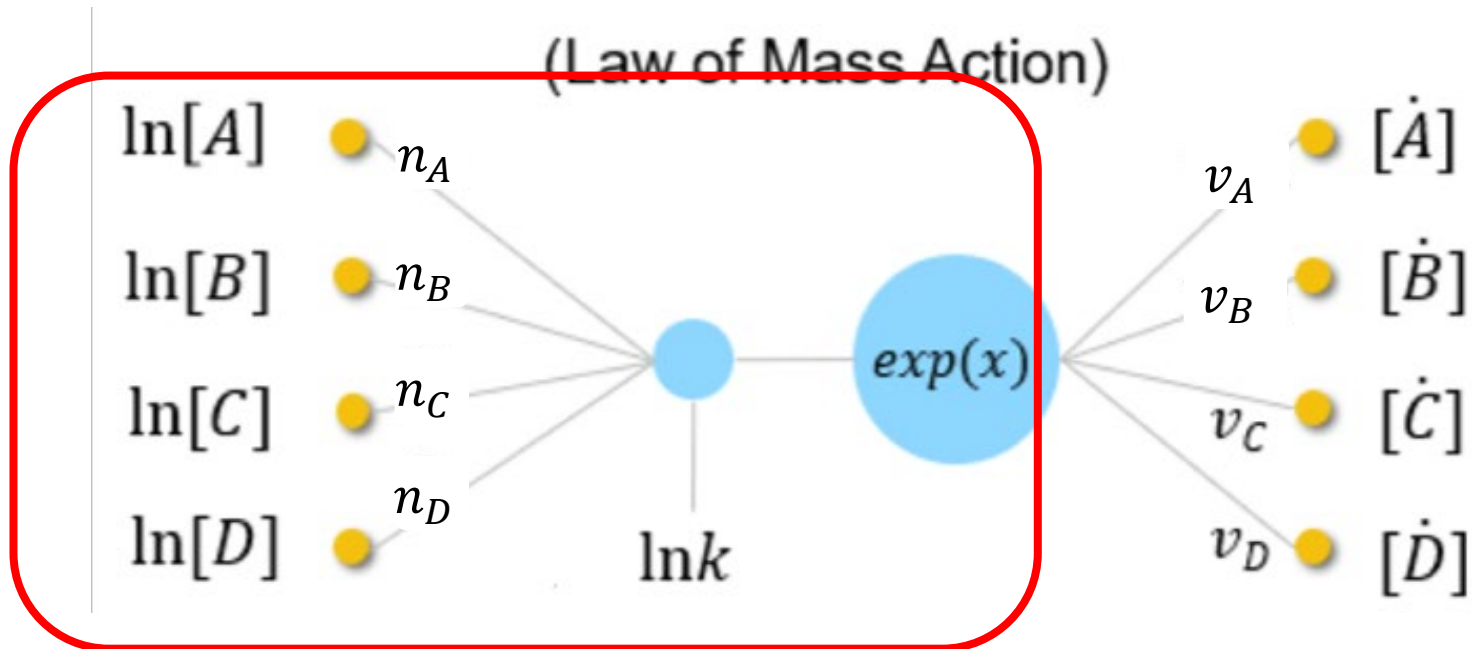 (Law of Mass Action)
ln[A] n_A v_A [Ȧ]
ln[B] n_B v_B [Ḃ]
exp(x)
ln[C] n_C v_C [Ċ]
ln[D] n_D v_D [Ḋ]
lnk